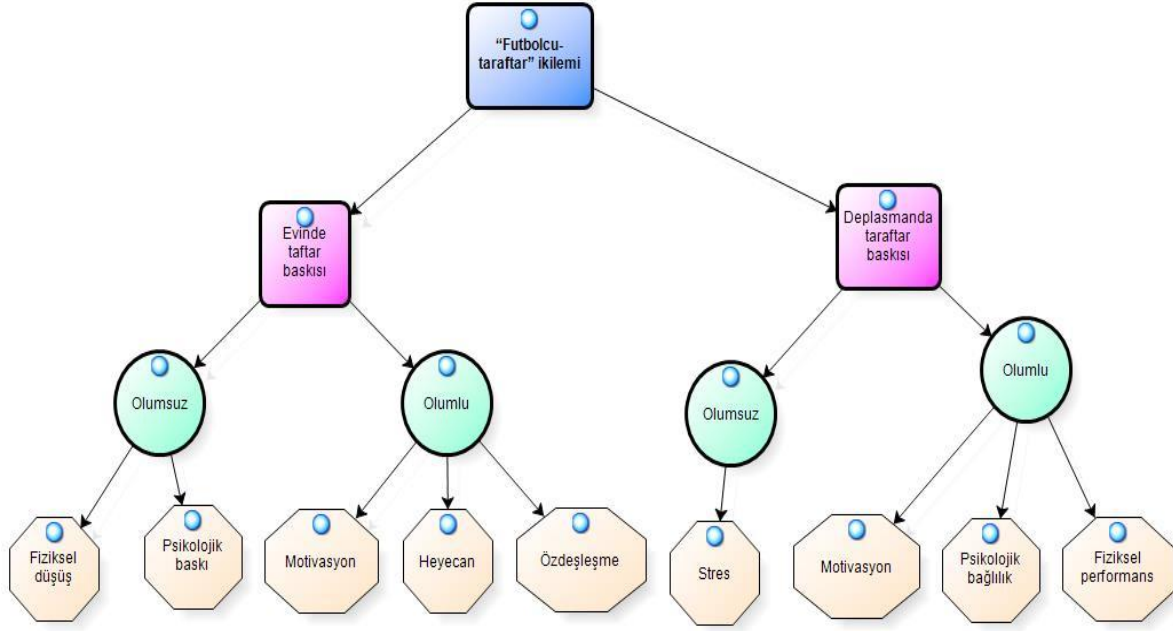 “Futbolcu-
taraftar” ikilemi
Evinde
taftar
baskısı
Deplasmanda
taraftar
baskısı
Olumsuz
Olumlu
Olumsuz
Olumlu
Fiziksel
düşüş
Psikolojik
baskı
Motivasyon
Heyecan
Özdeşleşme
Stres
Motivasyon
Psikolojik
bağlılık
Fiziksel
performans